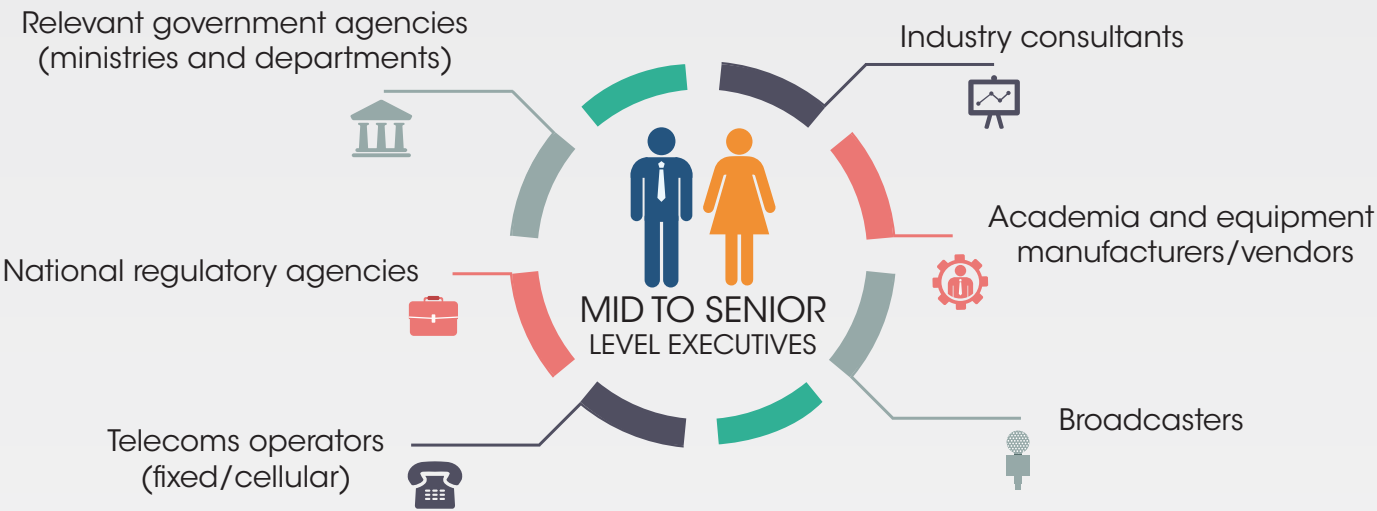 Relevant government agencies
(ministries and departments)
Industry consultants
National regulatory agencies
Academia and equipment
manufacturers/vendors
MID TO SENIOR
LEVEL EXECUTIVES
Telecoms operators
(fixed/cellular)
Broadcasters